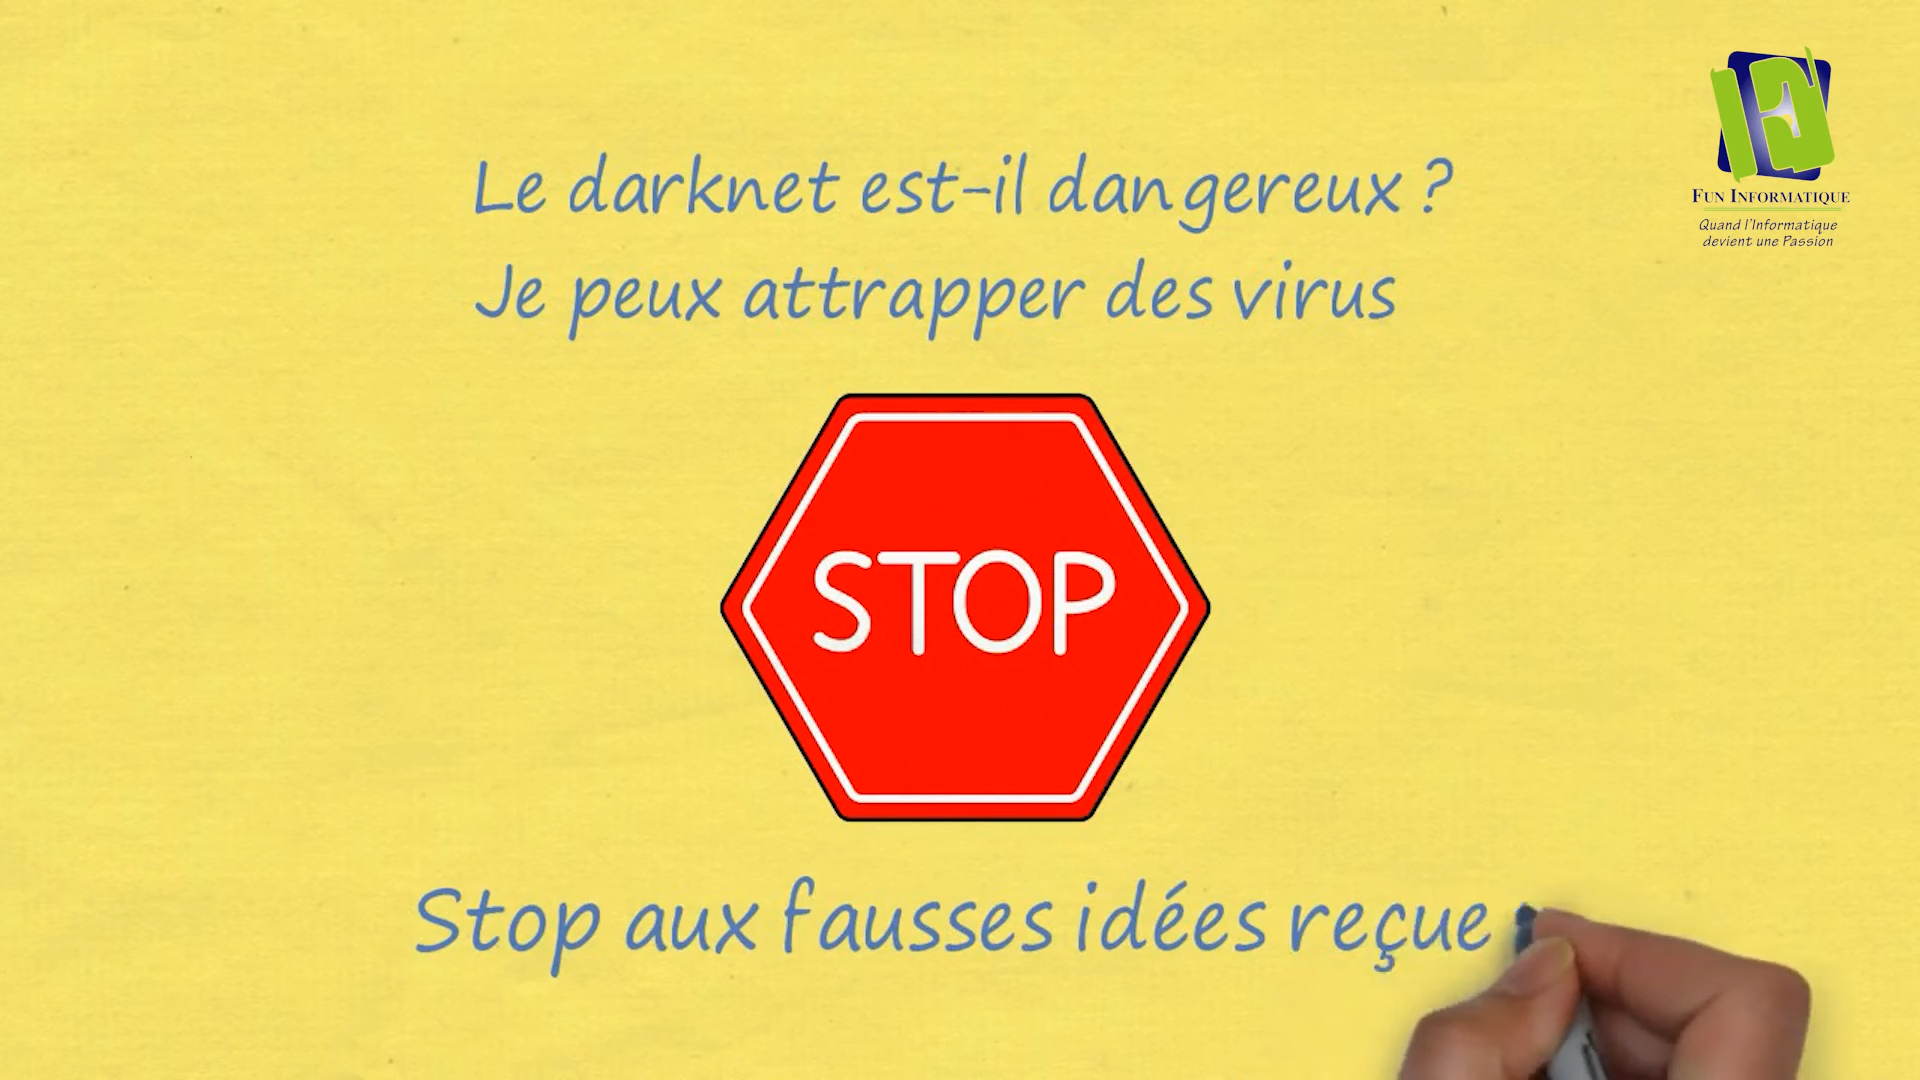 Le darknet est-il dangereux ?
Je peux attrapper des virus
STOP
Stop aux fausses idées reçue
FUN INFORMATIQUE
Quand l'Informatique
devient une Passion